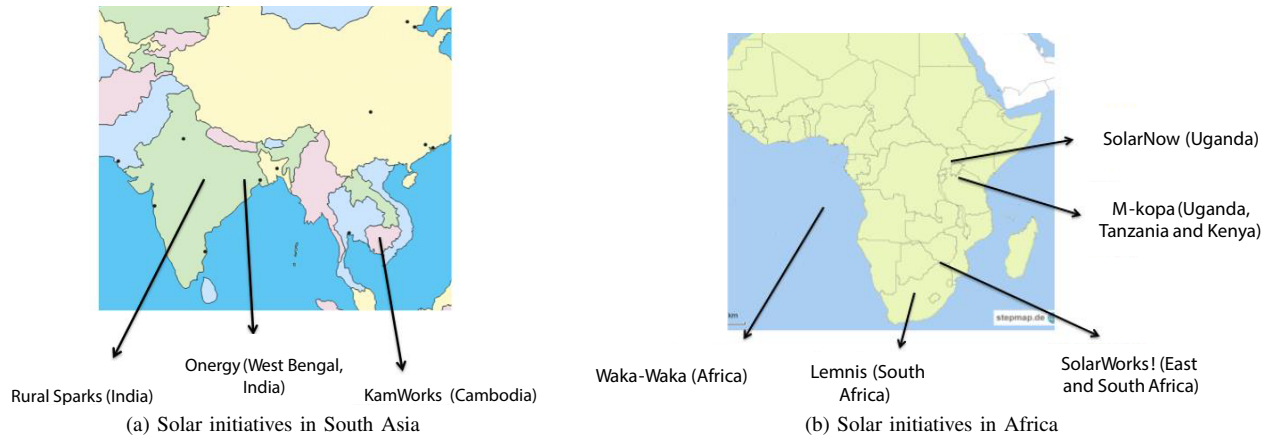 Rural Sparks (India)
Onergy (West Bengal,
India)
KamWorks (Cambodia)
(a) Solar initiatives in South Asia
SolarNow (Uganda)
M-kopa (Uganda,
Tanzania and Kenya)
km
stepmap.de
Waka-Waka (Africa)
Lemnis (South
Africa)
SolarWorks! (East
and South Africa)
(b) Solar initiatives in Africa